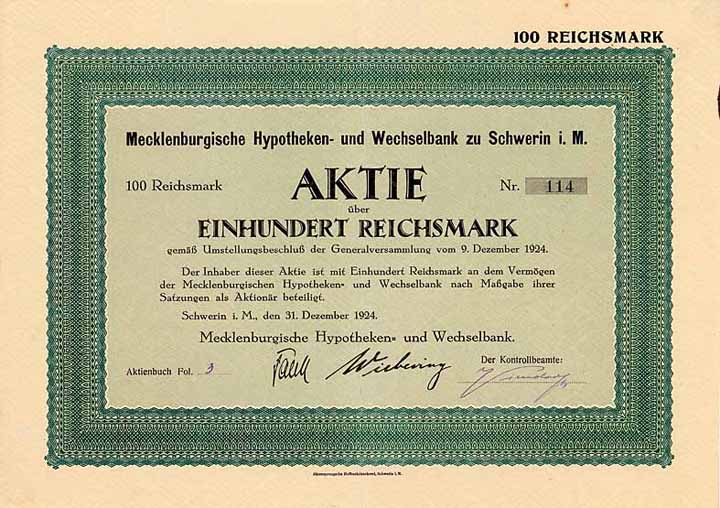 100 REICHSMARK
Mecklenburgische Hypotheken- und Wechselbank zu Schwerin i. M.
100 Reichsmark AKTIE Nr. 114
über
EINHUNDERT REICHSMARK
gemäß Umstellungsbeschluß der Generalversammlung vom 9. Dezember 1924.
Der Inhaber dieser Aktie ist mit Einhundert Reichsmark an dem Vermögen
der Mecklenburgischen Hypotheken- und Wechselbank nach Maßgabe ihrer
Satzungen als Aktionär beteiligt.
Schwerin i. M., den 31. Dezember 1924.
Mecklenburgische Hypotheken- und Wechselbank.
Aktienbuch Fol. 3 Der Kontrollbeamte:
Schwerin i. M.